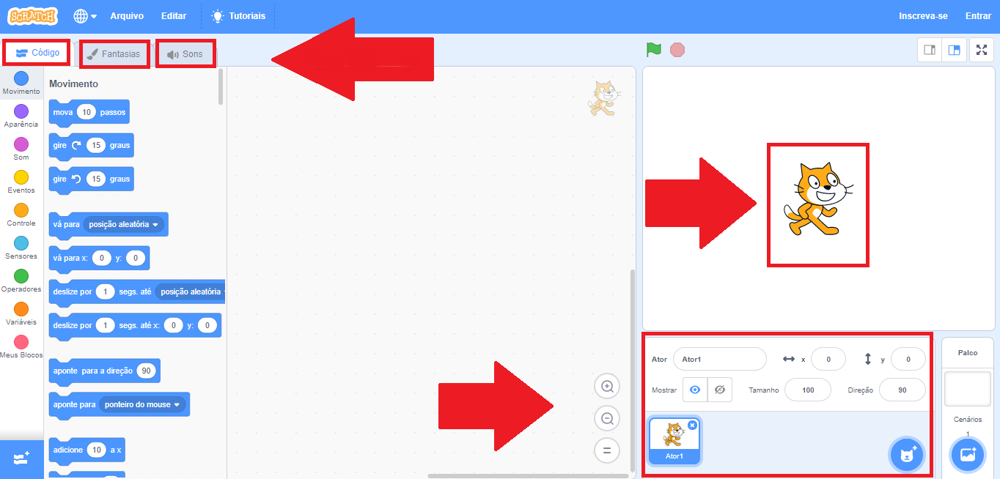 SCRATCH Arquivo Editar Tutoriais Inscreva-se Entrar
Código Fantasias Sons
Movimento
Aparência
Som
Eventos
Controle
Sensores
Operadores
Variáveis
Meus Blocos
Movimento
mova 10 passos
gire 15 graus
gire 15 graus
vá para posição aleatória
vá para x: 0 y: 0
deslize por 1 segs. até posição aleatória
deslize por 1 segs. até x: 0 y: 0
aponte para a direção 90
aponte para ponteiro do mouse
adicione 10 a x
Ator Ator1 x 0 y 0
Mostrar Tamanho 100 Direção 90
Ator1
Palco
Cenários
1